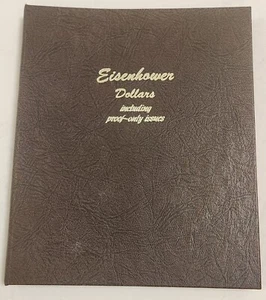 Eisenhower
Dollars
including
proof-only issues